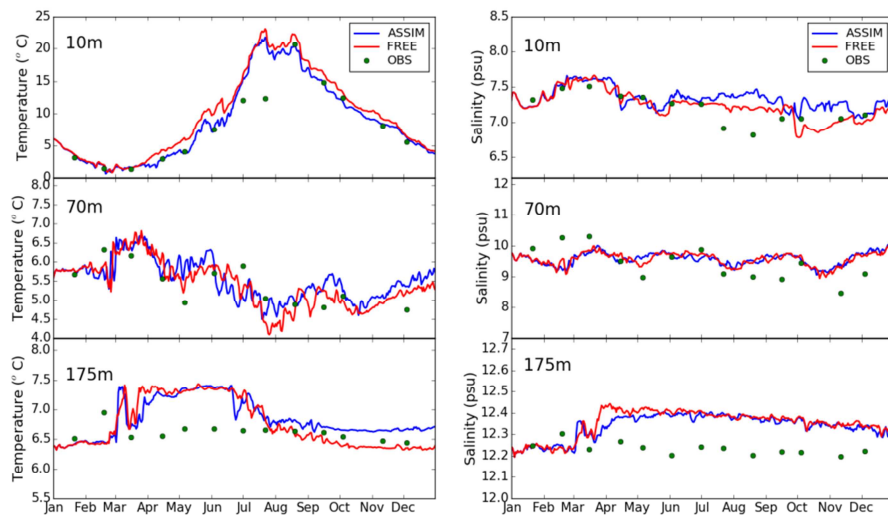 25
20
15
10
5
0
Temperature (° C)
10m
ASSIM
FREE
OBS
8.0
7.5
7.0
6.5
6.0
5.5
5.0
4.5
4.0
Temperature (° C)
70m
8.0
7.5
7.0
6.5
6.0
5.5
Temperature (° C)
175m
Jan Feb Mar Apr May Jun Jul Aug Sep Oct Nov Dec
8.5
8.0
7.5
7.0
6.5
Salinity (psu)
10m
ASSIM
FREE
OBS
12
11
10
9
8
7
Salinity (psu)
70m
12.7
12.6
12.5
12.4
12.3
12.2
12.1
12.0
Salinity (psu)
175m
Jan Feb Mar Apr May Jun Jul Aug Sep Oct Nov Dec